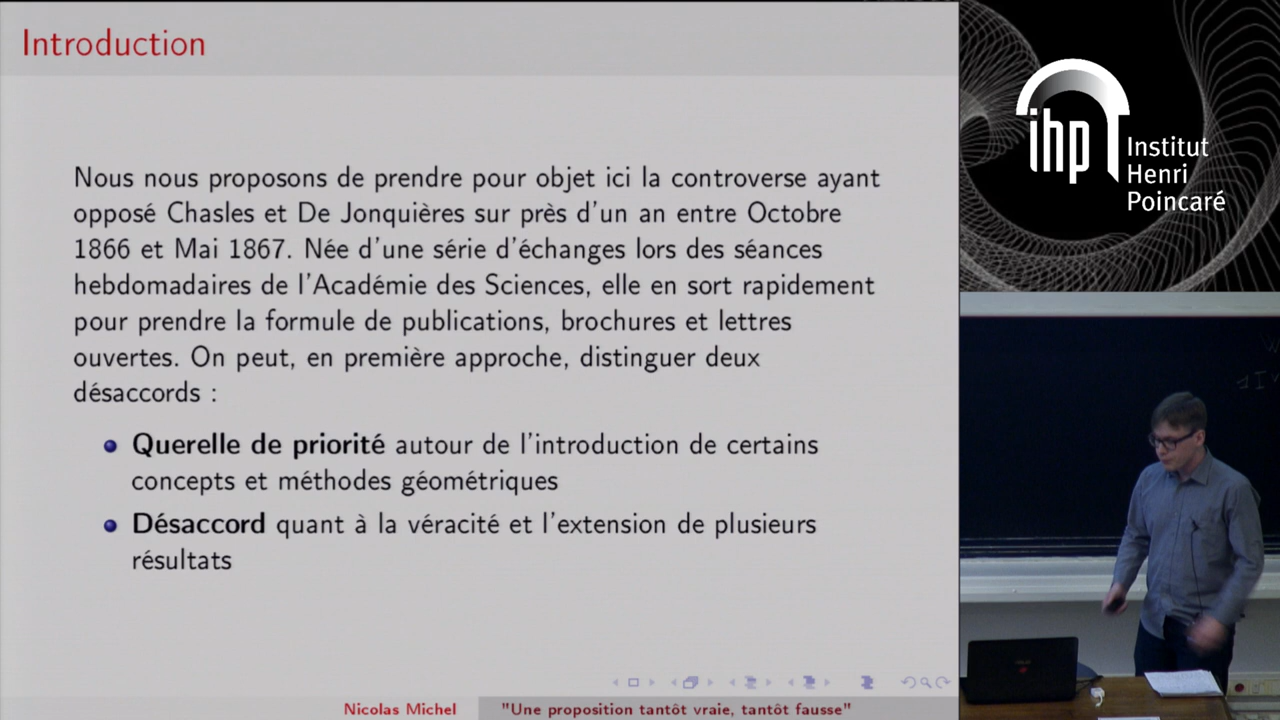 Introduction
Nous nous proposons de prendre pour objet ici la controverse ayant
opposé Chasles et De Jonquières sur près d'un an entre Octobre
1866 et Mai 1867. Née d'une série d'échanges lors des séances
hebdomadaires de l'Académie des Sciences, elle en sort rapidement
pour prendre la formule de publications, brochures et lettres
ouvertes. On peut, en première approche, distinguer deux
désaccords :
Querelle de priorité autour de l'introduction de certains
concepts et méthodes géométriques
Désaccord quant à la véracité et l'extension de plusieurs
résultats
Nicolas Michel
"Une proposition tantôt vraie, tantôt fausse"
ihp
Institut
Henri
Poincaré